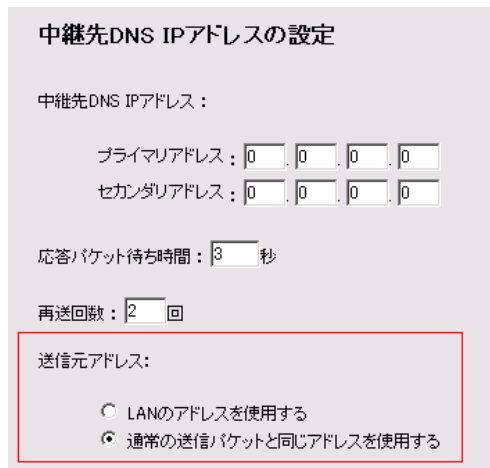 中継先DNS IPアドレスの設定
中継先DNS IPアドレス：
プライマリアドレス：0 . 0 . 0 . 0
セカンダリアドレス：0 . 0 . 0 . 0
応答パケット待ち時間：3 秒
再送回数：2 回
送信元アドレス:
LANのアドレスを使用する
通常の送信パケットと同じアドレスを使用する